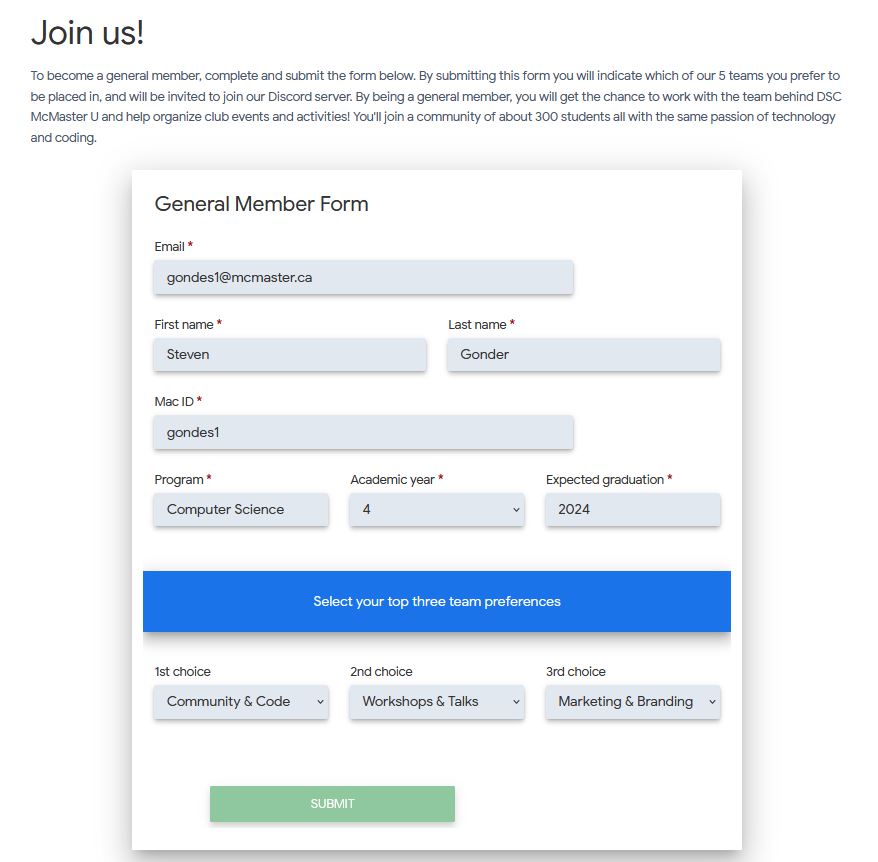 Join us!
To become a general member, complete and submit the form below. By submitting this form you will indicate which of our 5 teams you prefer to
be placed in, and will be invited to join our Discord server. By being a general member, you will get the chance to work with the team behind DSC
McMaster U and help organize club events and activities! You'll join a community of about 300 students all with the same passion of technology
and coding.
General Member Form
Email *
gondes1@mcmaster.ca
First name * Last name *
Steven Gonder
Mac ID *
gondes1
Program * Academic year * Expected graduation *
Computer Science 4 2024
Select your top three team preferences
1st choice 2nd choice 3rd choice
Community & Code Workshops & Talks Marketing & Branding
SUBMIT